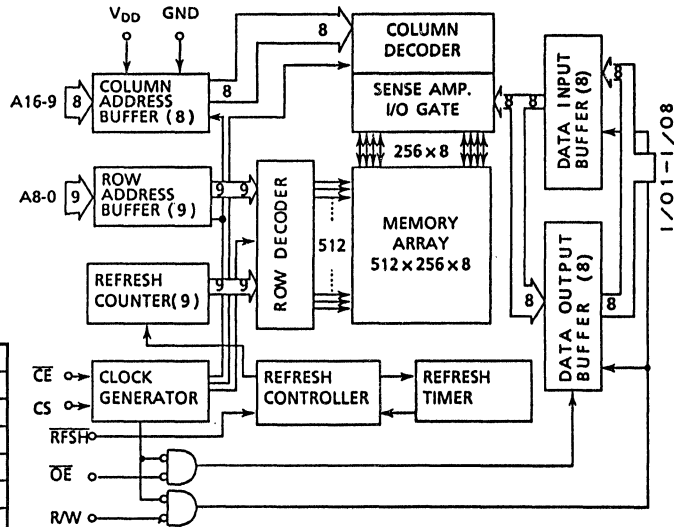 VDD GND
A16-9
8
COLUMN
ADDRESS
BUFFER (8)
8
8
COLUMN
DECODER
SENSE AMP.
I/O GATE
8
8
DATA INPUT
BUFFER (8)
8
I/O1-I/O8
256×8
A8-0
9
ROW
ADDRESS
BUFFER (9)
9
9
ROW DECODER
512
MEMORY
ARRAY
512×256×8
REFRESH
COUNTER(9)
9
9
8
DATA OUTPUT
BUFFER (8)
8
CE
CS
CLOCK
GENERATOR
REFRESH
CONTROLLER
REFRESH
TIMER
RFSH
OE
R/W